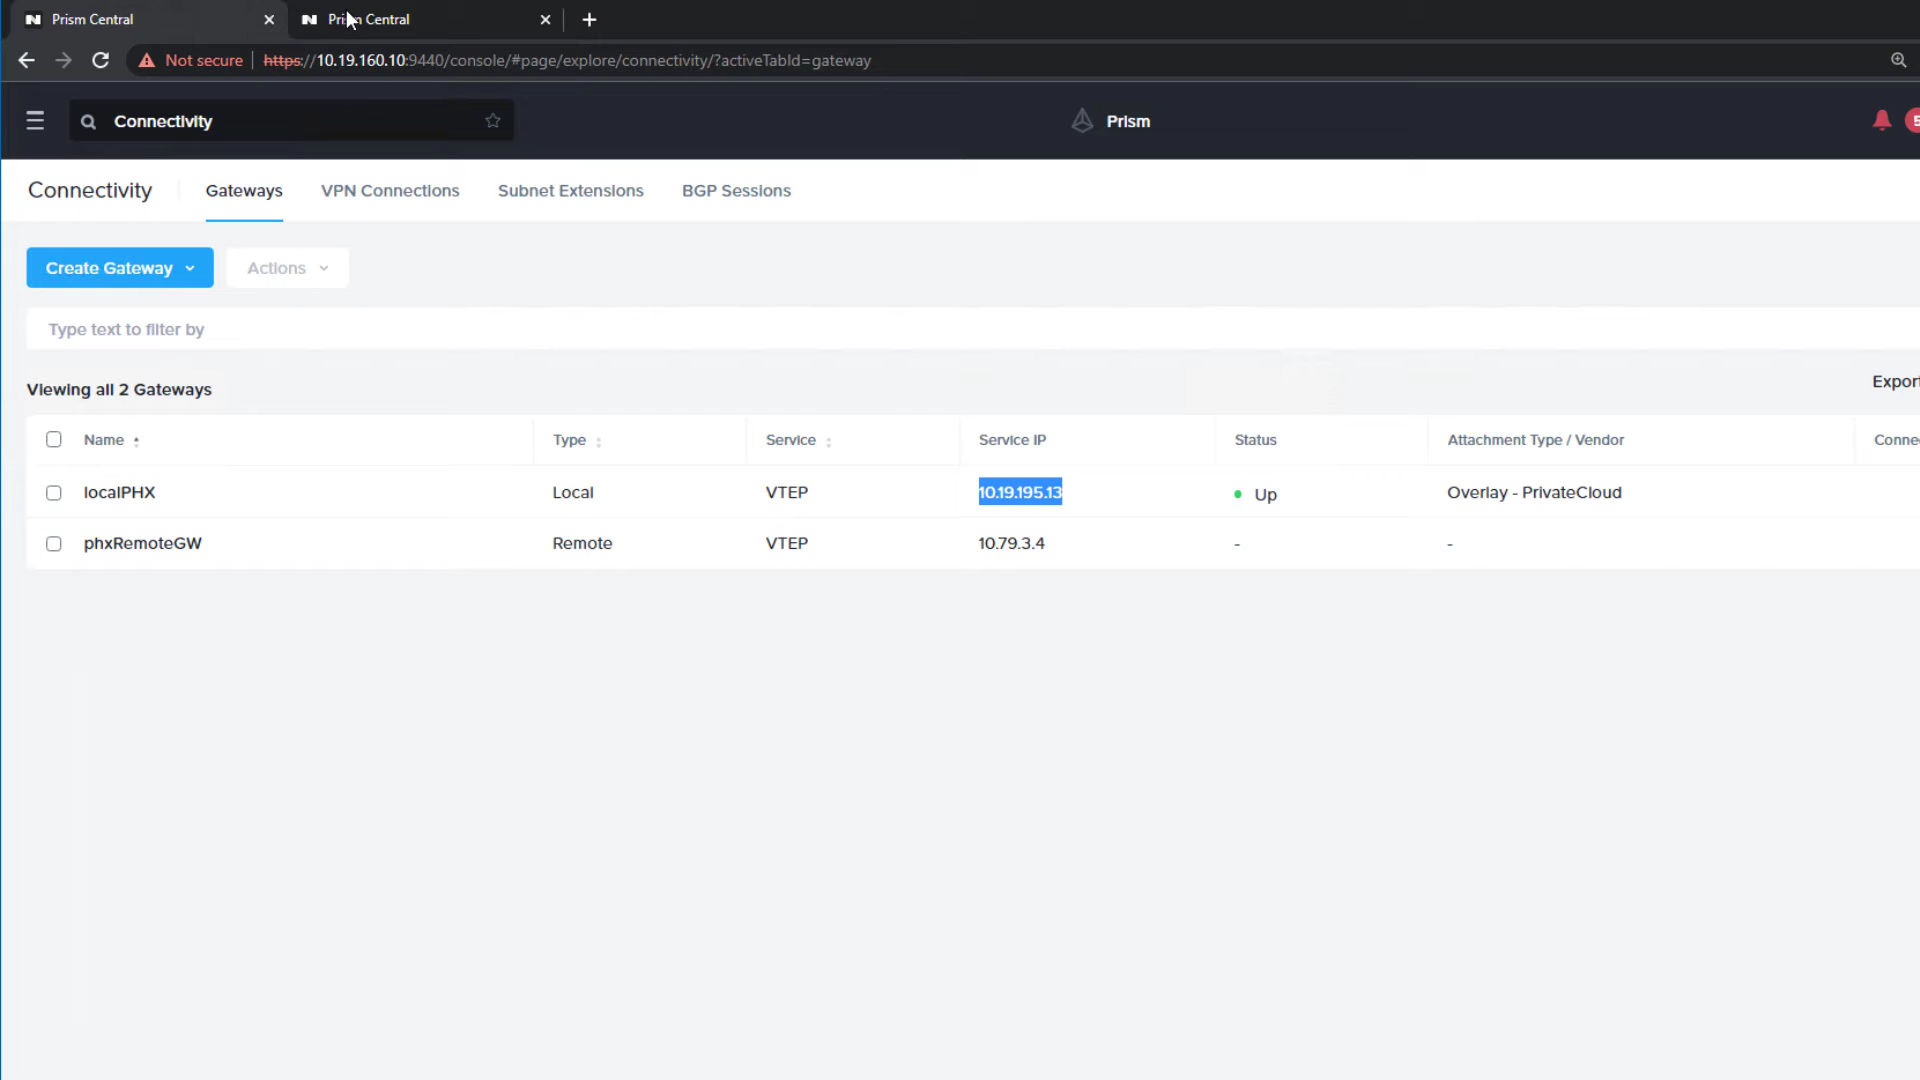 Prism Central
Prism Central
Not secure
https://10.19.160.10:9440/console/#page/explore/connectivity/?activeTabId=gateway
Connectivity
Prism
Connectivity
Gateways
VPN Connections
Subnet Extensions
BGP Sessions
Create Gateway
Actions
Type text to filter by
Viewing all 2 Gateways
Export
Name Type Service Service IP Status Attachment Type / Vendor Conne
localPHX Local VTEP 10.19.195.13 Up Overlay - PrivateCloud
phxRemoteGW Remote VTEP 10.79.3.4 - -